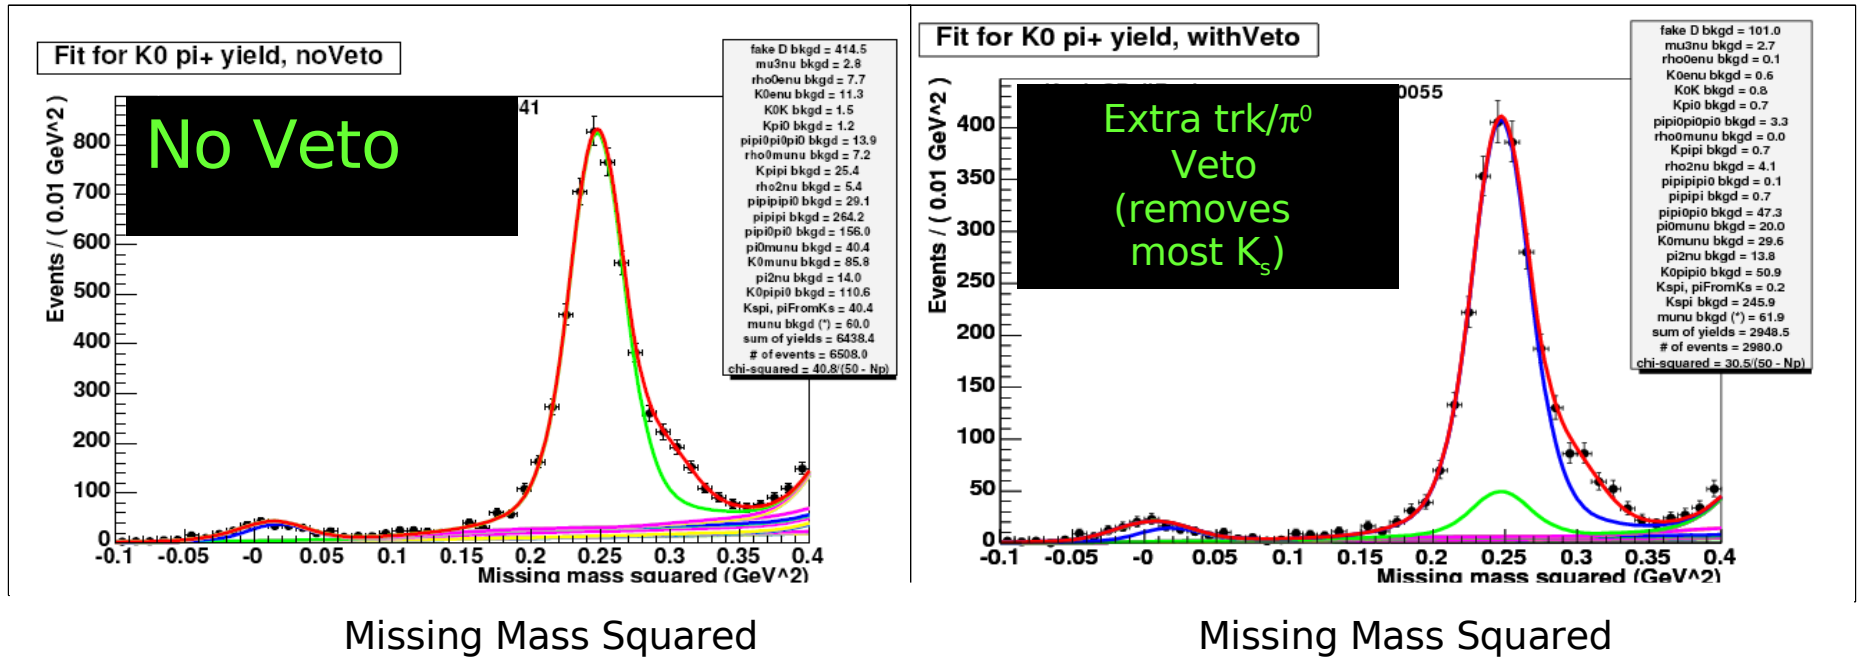 Fit for K0 pi+ yield, noVeto
fake D bkgd = 414.5
mu3nu bkgd = 2.8
rho0enu bkgd = 7.7
K0enu bkgd = 11.3
K0K bkgd = 1.5
Kpi0 bkgd = 1.2
pipi0pi0pi0 bkgd = 13.9
rho0munu bkgd = 7.2
Kpipi bkgd = 25.4
rho2nu bkgd = 5.4
pipipipi0 bkgd = 29.1
pipipi bkgd = 264.2
pipi0pi0 bkgd = 156.0
pi0munu bkgd = 40.4
K0munu bkgd = 85.8
pi2nu bkgd = 14.0
K0pipi0 bkgd = 110.6
Kspi, piFromKs = 40.4
munu bkgd (*) = 60.0
sum of yields = 6438.4
# of events = 6508.0
chi-squared = 40.8/(50 - Np)
41
No Veto
Events / ( 0.01 GeV^2 )
800
700
600
500
400
300
200
100
0
-0.1 -0.05 -0 0.05 0.1 0.15 0.2 0.25 0.3 0.35 0.4
Missing mass squared (GeV^2)
Missing Mass Squared
Fit for K0 pi+ yield, withVeto
fake D bkgd = 101.0
mu3nu bkgd = 2.7
rho0enu bkgd = 0.1
K0enu bkgd = 0.6
K0K bkgd = 0.8
Kpi0 bkgd = 0.7
pipi0pi0pi0 bkgd = 3.3
rho0munu bkgd = 0.0
Kpipi bkgd = 0.7
rho2nu bkgd = 4.1
pipipipi0 bkgd = 0.1
pipipi bkgd = 0.7
pipi0pi0 bkgd = 47.3
pi0munu bkgd = 20.0
K0munu bkgd = 29.6
pi2nu bkgd = 13.8
K0pipi0 bkgd = 50.9
Kspi, piFromKs = 0.2
Kspi bkgd = 245.9
munu bkgd (*) = 61.9
sum of yields = 2948.5
# of events = 2980.0
chi-squared = 30.5/(50 - Np)
0055
Extra trk/π⁰
Veto
(removes
most Kₛ)
Events / ( 0.01 GeV^2 )
400
350
300
250
200
150
100
50
0
-0.1 -0.05 -0 0.05 0.1 0.15 0.2 0.25 0.3 0.35 0.4
Missing mass squared (GeV^2)
Missing Mass Squared